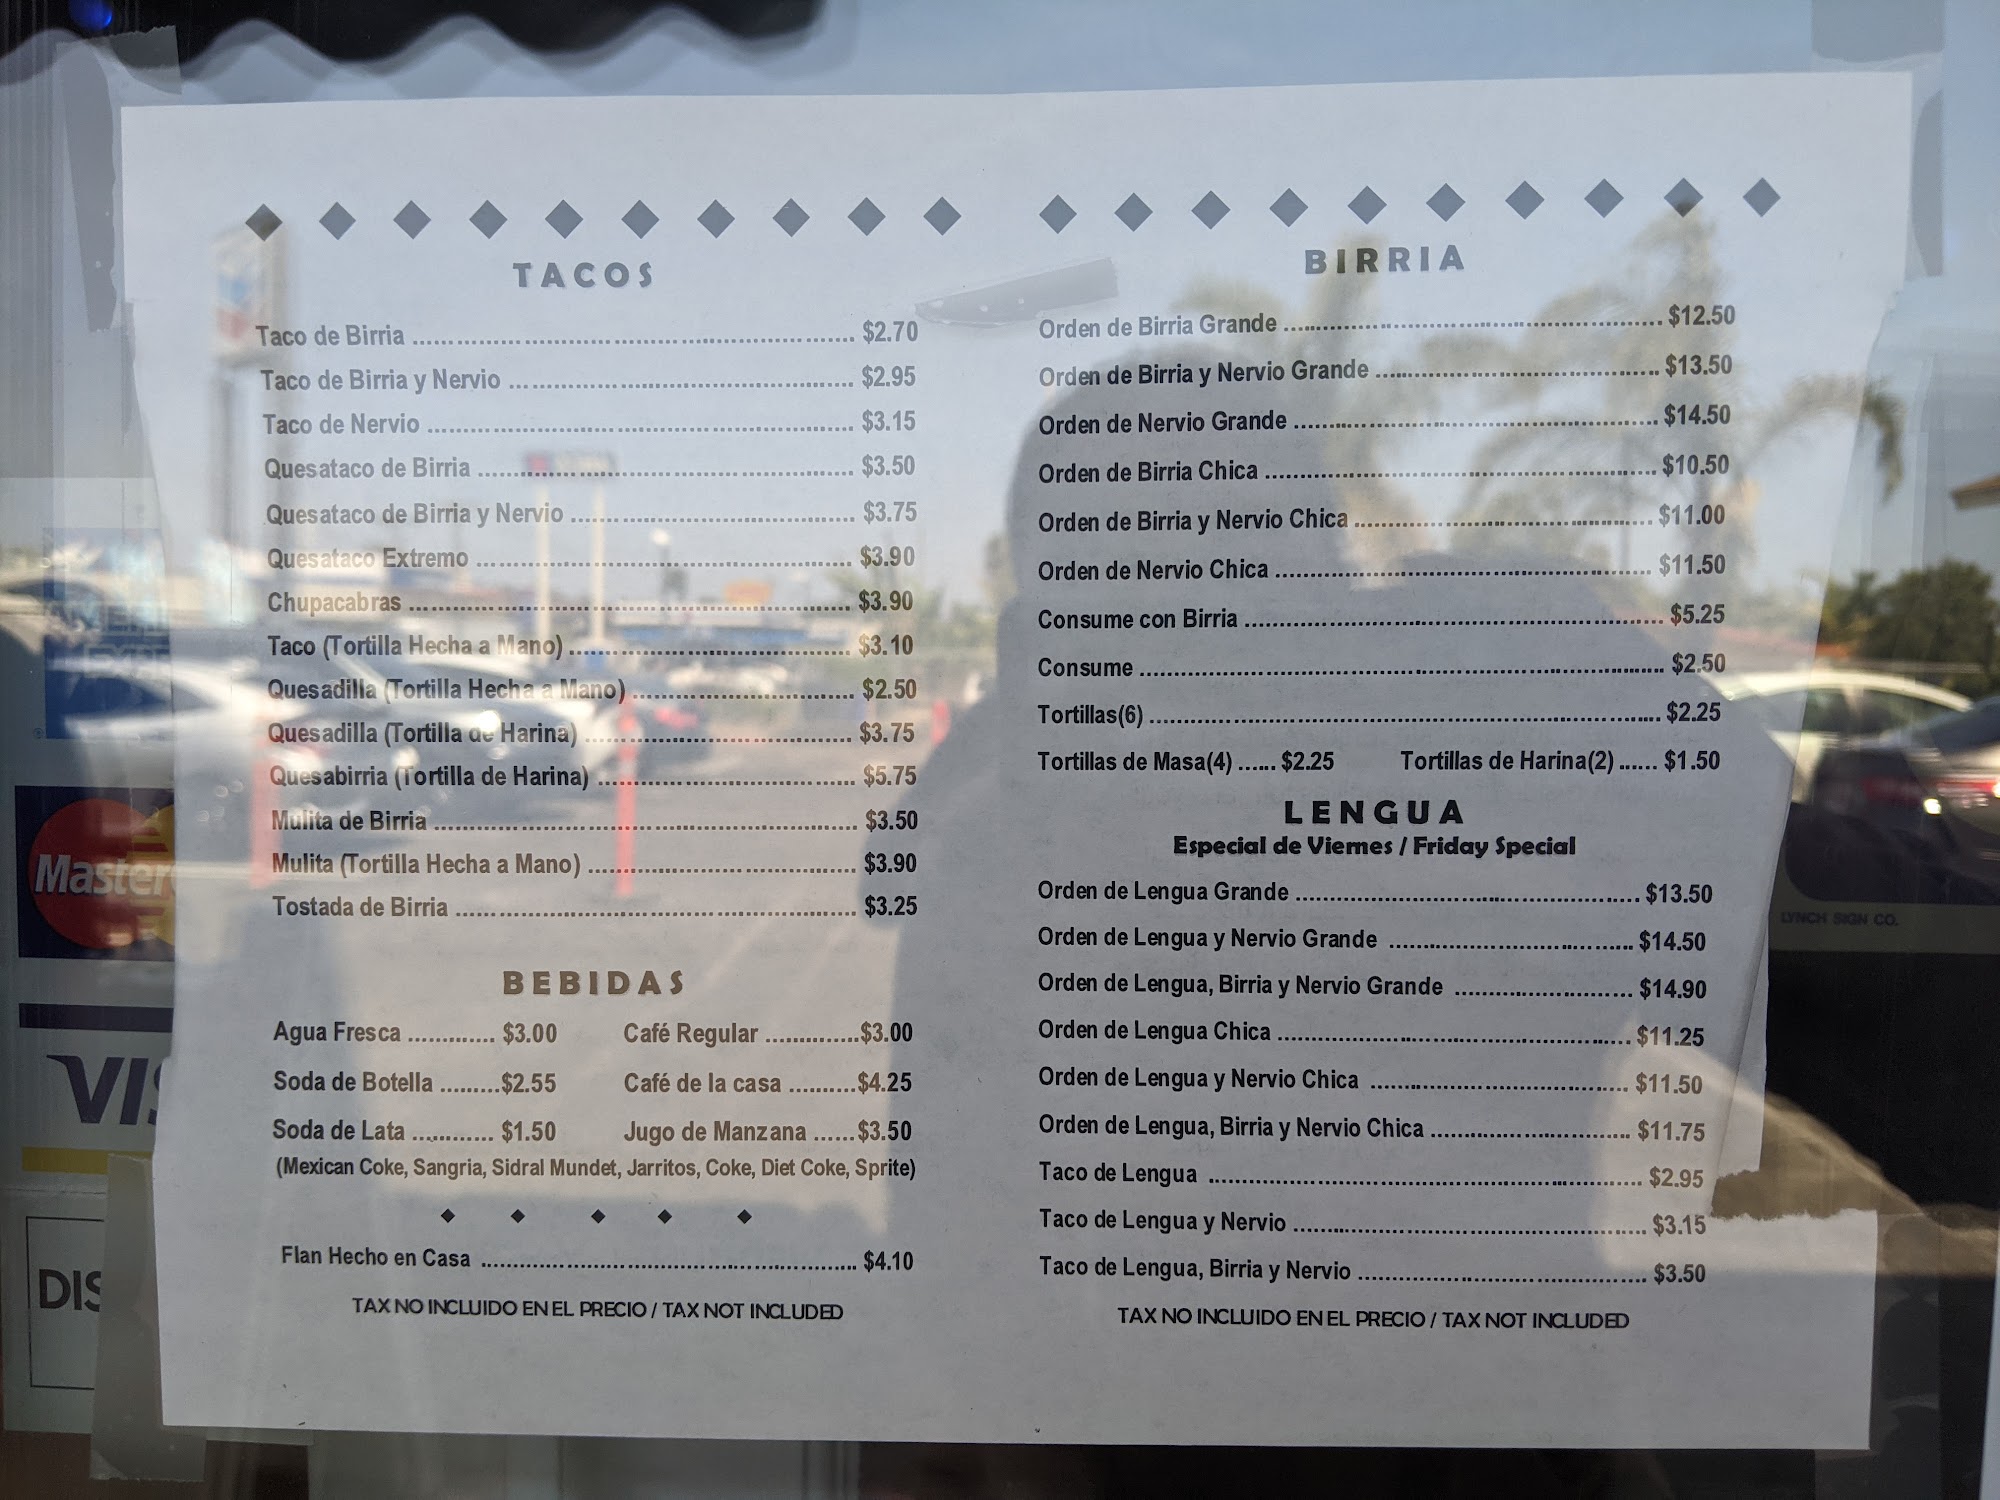 TACOS
Taco de Birria ........ $2.70
Taco de Birria y Nervio ........ $2.95
Taco de Nervio ........ $3.15
Quesataco de Birria ........ $3.50
Quesataco de Birria y Nervio ........ $3.75
Quesataco Extremo ........ $3.90
Chupacabras ........ $3.90
Taco (Tortilla Hecha a Mano) ........ $3.10
Quesadilla (Tortilla Hecha a Mano) ........ $2.50
Quesadilla (Tortilla de Harina) ........ $3.75
Quesabirria (Tortilla de Harina) ........ $5.75
Mulita de Birria ........ $3.50
Mulita (Tortilla Hecha a Mano) ........ $3.90
Tostada de Birria ........ $3.25
BEBIDAS
Agua Fresca ........ $3.00 Café Regular ........ $3.00
Soda de Botella ........ $2.55 Café de la casa ........ $4.25
Soda de Lata ........ $1.50 Jugo de Manzana ...... $3.50
(Mexican Coke, Sangria, Sidral Mundet, Jarritos, Coke, Diet Coke, Sprite)
Flan Hecho en Casa ........ $4.10
TAX NO INCLUIDO EN EL PRECIO / TAX NOT INCLUDED
BIRRIA
Orden de Birria Grande ........ $12.50
Orden de Birria y Nervio Grande ........ $13.50
Orden de Nervio Grande ........ $14.50
Orden de Birria Chica ........ $10.50
Orden de Birria y Nervio Chica ........ $11.00
Orden de Nervio Chica ........ $11.50
Consume con Birria ........ $5.25
Consume ........ $2.50
Tortillas(6) ........ $2.25
Tortillas de Masa(4) ...... $2.25 Tortillas de Harina(2) ...... $1.50
LENGUA
Especial de Viernes / Friday Special
Orden de Lengua Grande ........ $13.50
Orden de Lengua y Nervio Grande ........ $14.50
Orden de Lengua, Birria y Nervio Grande ........ $14.90
Orden de Lengua Chica ........ $11.25
Orden de Lengua y Nervio Chica ........ $11.50
Orden de Lengua, Birria y Nervio Chica ........ $11.75
Taco de Lengua ........ $2.95
Taco de Lengua y Nervio ........ $3.15
Taco de Lengua, Birria y Nervio ........ $3.50
TAX NO INCLUIDO EN EL PRECIO / TAX NOT INCLUDED
AMERI
EXPR
Master
VIS
DIS
LYNCH SIGN CO.